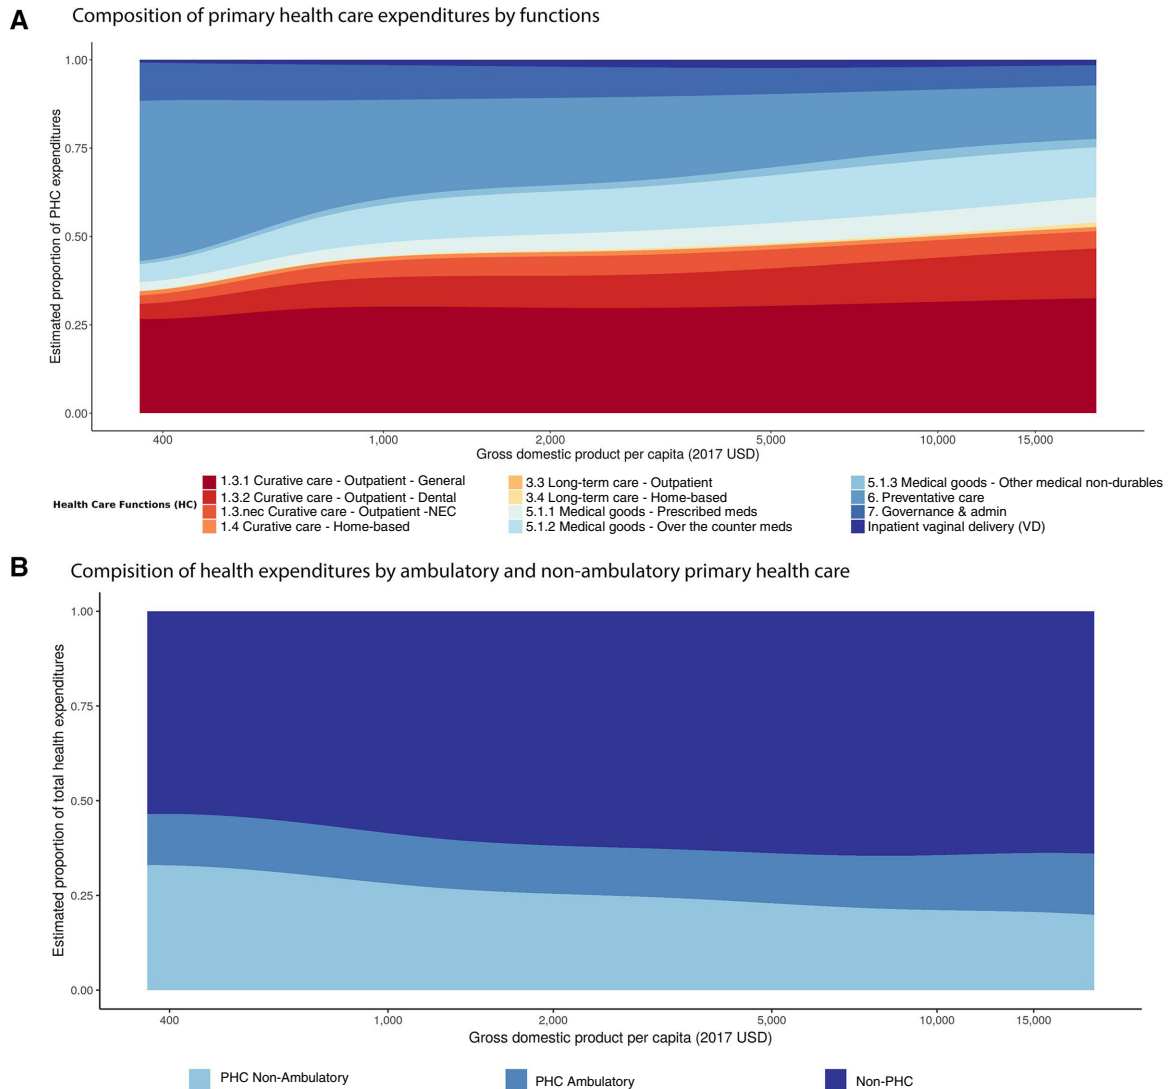 A
Composition of primary health care expenditures by functions
Estimated proportion of PHC expenditures
1.00
0.75
0.50
0.25
0.00
400
1,000
2,000
5,000
10,000
15,000
Gross domestic product per capita (2017 USD)
Health Care Functions (HC)
1.3.1 Curative care - Outpatient - General
1.3.2 Curative care - Outpatient - Dental
1.3.nec Curative care - Outpatient -NEC
1.4 Curative care - Home-based
3.3 Long-term care - Outpatient
3.4 Long-term care - Home-based
5.1.1 Medical goods - Prescribed meds
5.1.2 Medical goods - Over the counter meds
5.1.3 Medical goods - Other medical non-durables
6. Preventative care
7. Governance & admin
Inpatient vaginal delivery (VD)
B
Compisition of health expenditures by ambulatory and non-ambulatory primary health care
Estimated proportion of total health expenditures
1.00
0.75
0.50
0.25
0.00
400
1,000
2,000
5,000
10,000
15,000
Gross domestic product per capita (2017 USD)
PHC Non-Ambulatory
PHC Ambulatory
Non-PHC